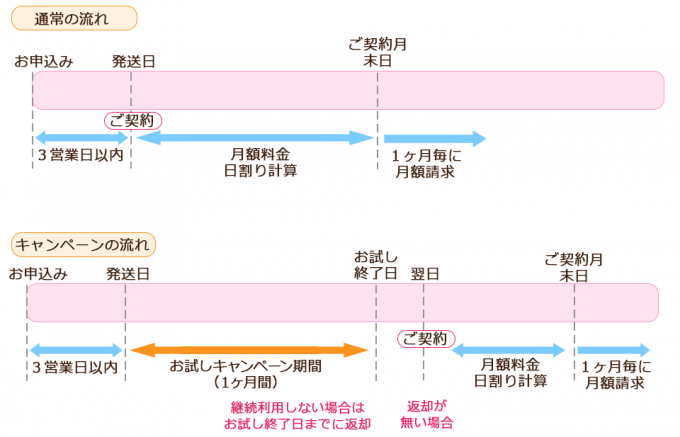 通常の流れ
お申込み
発送日
ご契約月
末日
ご契約
3営業日以内
月額料金
日割り計算
1ヶ月毎に
月額請求
キャンペーンの流れ
お申込み
発送日
お試し
終了日
翌日
ご契約月
末日
ご契約
3営業日以内
お試しキャンペーン期間
(1ヶ月間)
月額料金
日割り計算
1ヶ月毎に
月額請求
継続利用しない場合は
お試し終了日までに返却
返却が
無い場合